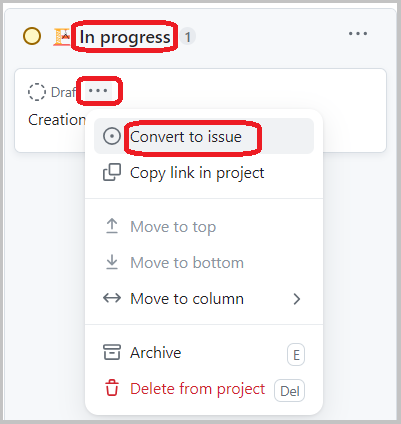 In progress 1
Draf
Creation
Convert to issue
Copy link in project
Move to top
Move to bottom
Move to column
Archive E
Delete from project Del